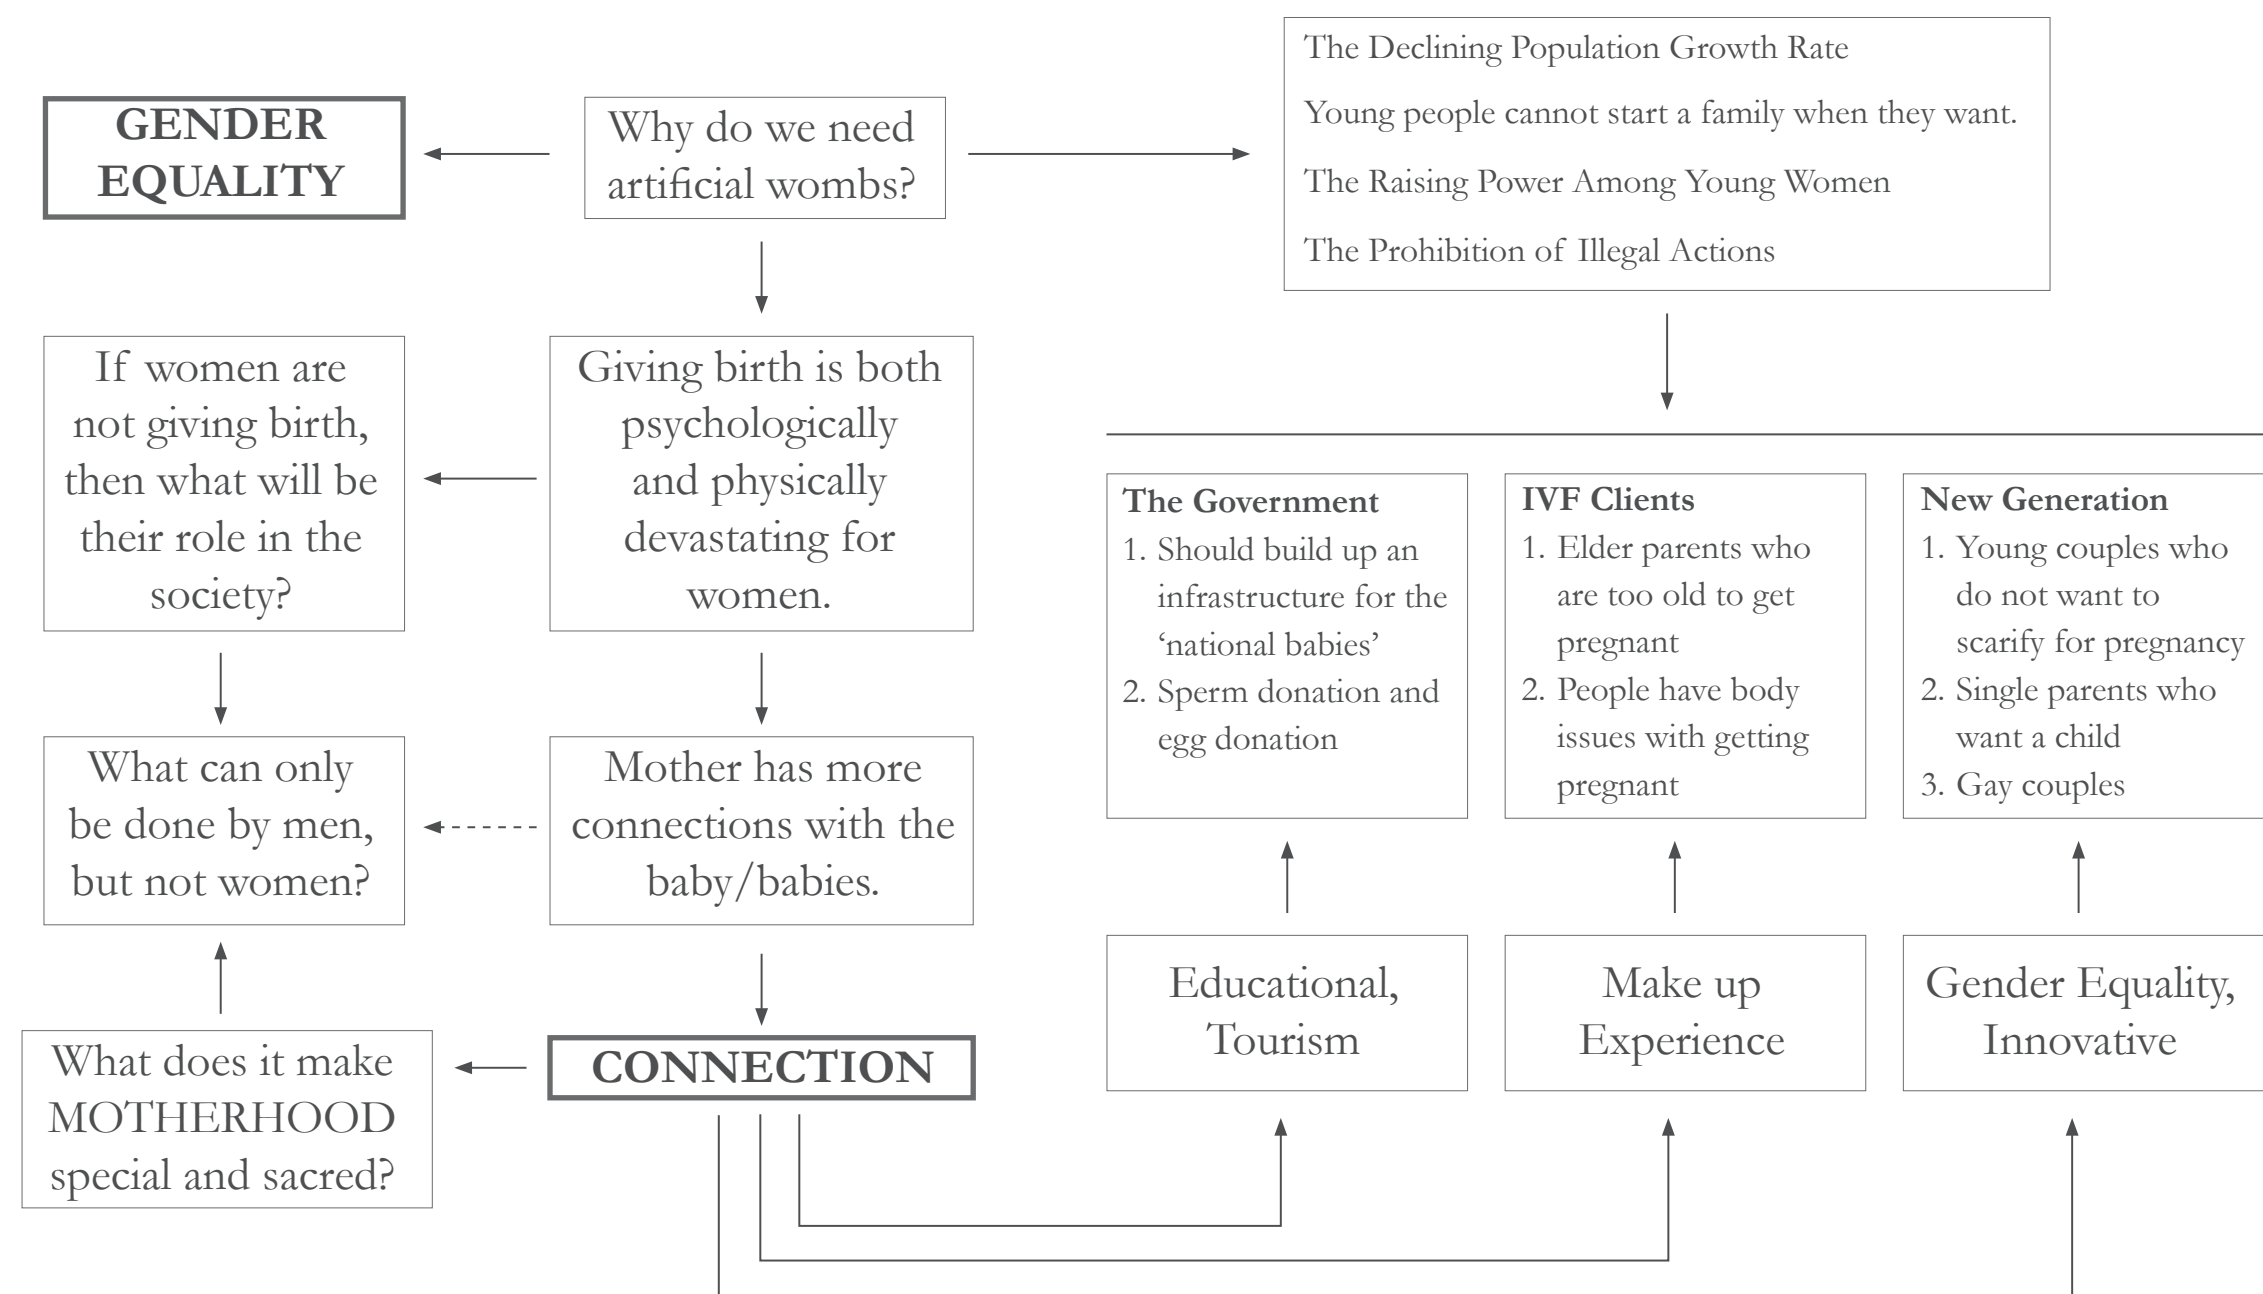 GENDER
EQUALITY
Why do we need
artificial wombs?
The Declining Population Growth Rate
Young people cannot start a family when they want.
The Raising Power Among Young Women
The Prohibition of Illegal Actions
If women are
not giving birth,
then what will be
their role in the
society?
Giving birth is both
psychologically
and physically
devastating for
women.
The Government
1. Should build up an
infrastructure for the
‘national babies’
2. Sperm donation and
egg donation
IVF Clients
1. Elder parents who
are too old to get
pregnant
2. People have body
issues with getting
pregnant
New Generation
1. Young couples who
do not want to
scarify for pregnancy
2. Single parents who
want a child
3. Gay couples
What can only
be done by men,
but not women?
Mother has more
connections with the
baby/babies.
Educational,
Tourism
Make up
Experience
Gender Equality,
Innovative
What does it make
MOTHERHOOD
special and sacred?
CONNECTION